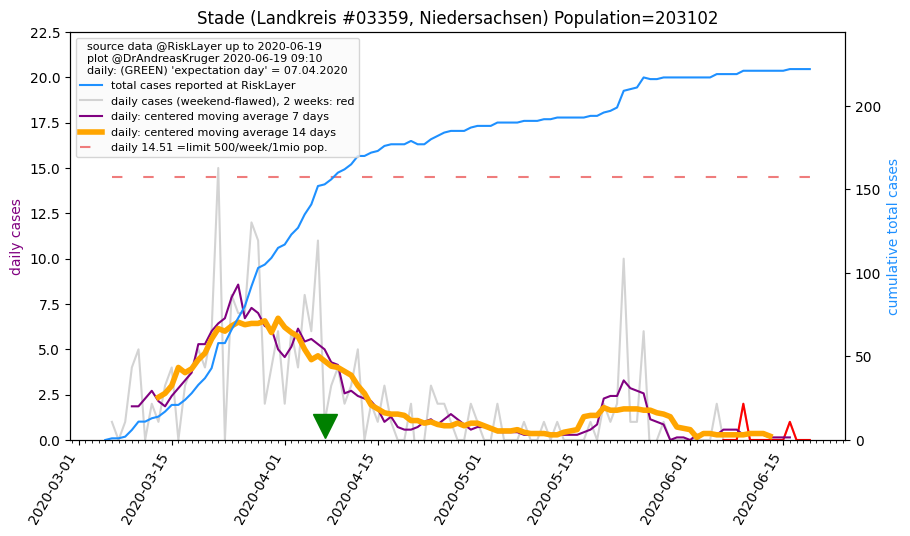 Stade (Landkreis #03359, Niedersachsen) Population=203102
source data @RiskLayer up to 2020-06-19
plot @DrAndreasKruger 2020-06-19 09:10
daily: (GREEN) 'expectation day' = 07.04.2020
total cases reported at RiskLayer
daily cases (weekend-flawed), 2 weeks: red
daily: centered moving average 7 days
daily: centered moving average 14 days
daily 14.51 =limit 500/week/1mio pop.
daily cases
22.5
20.0
17.5
15.0
12.5
10.0
7.5
5.0
2.5
0.0
200
150
100
50
0
cumulative total cases
2020-03-01
2020-03-15
2020-04-01
2020-04-15
2020-05-01
2020-05-15
2020-06-01
2020-06-15